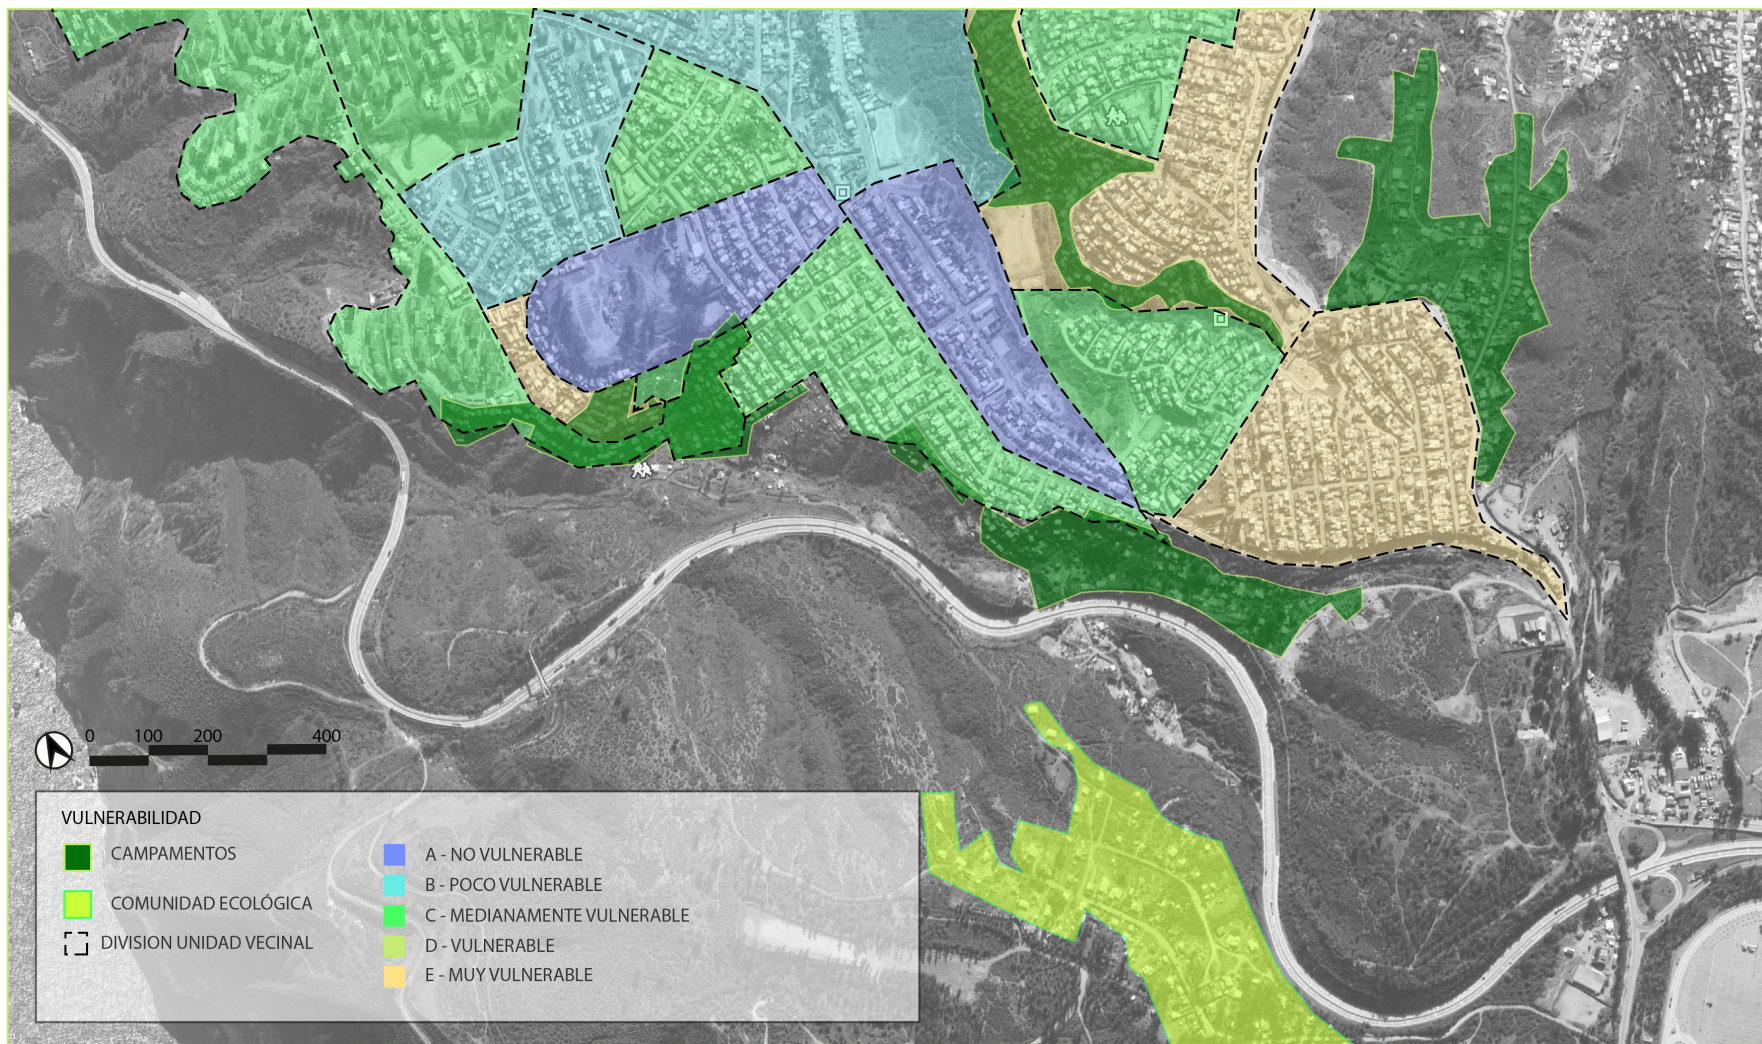 0 100 200 400
VULNERABILIDAD
CAMPAMENTOS
COMUNIDAD ECOLÓGICA
DIVISION UNIDAD VECINAL
A - NO VULNERABLE
B - POCO VULNERABLE
C - MEDIANAMENTE VULNERABLE
D - VULNERABLE
E - MUY VULNERABLE